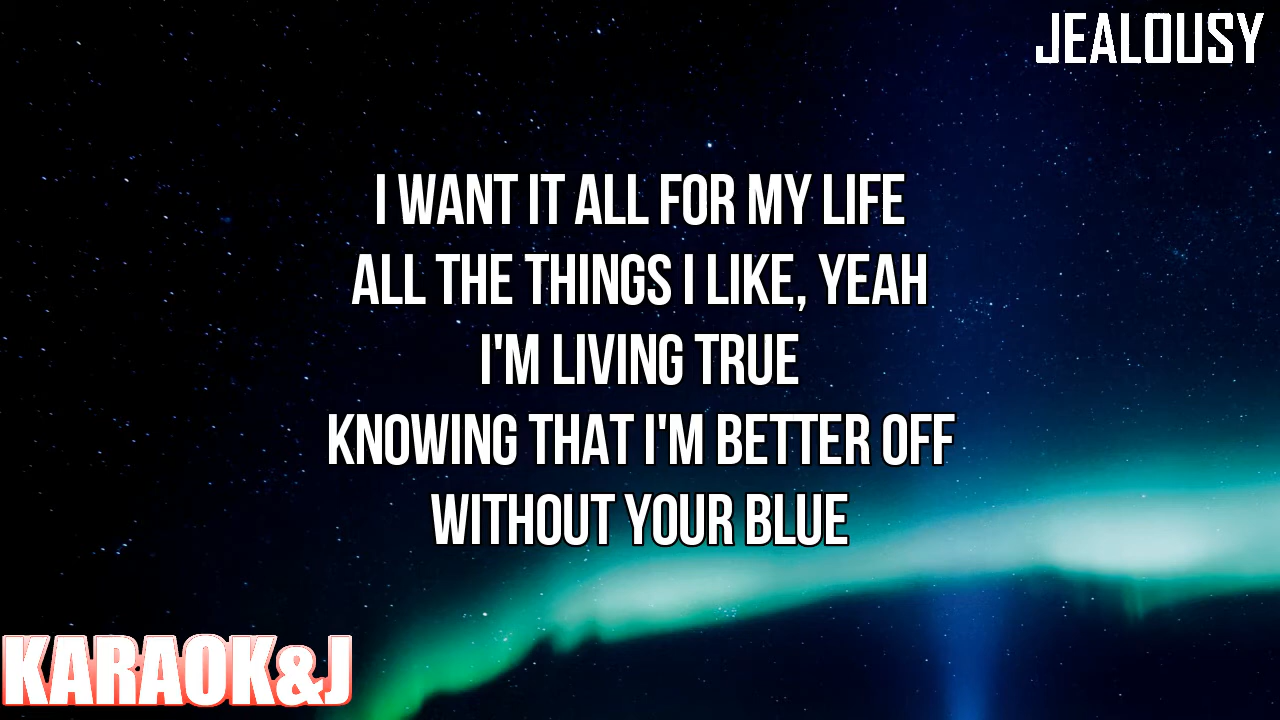 JEALOUSY
I WANT IT ALL FOR MY LIFE
ALL THE THINGS I LIKE, YEAH
I'M LIVING TRUE
KNOWING THAT I'M BETTER OFF
WITHOUT YOUR BLUE
KARAOK&J